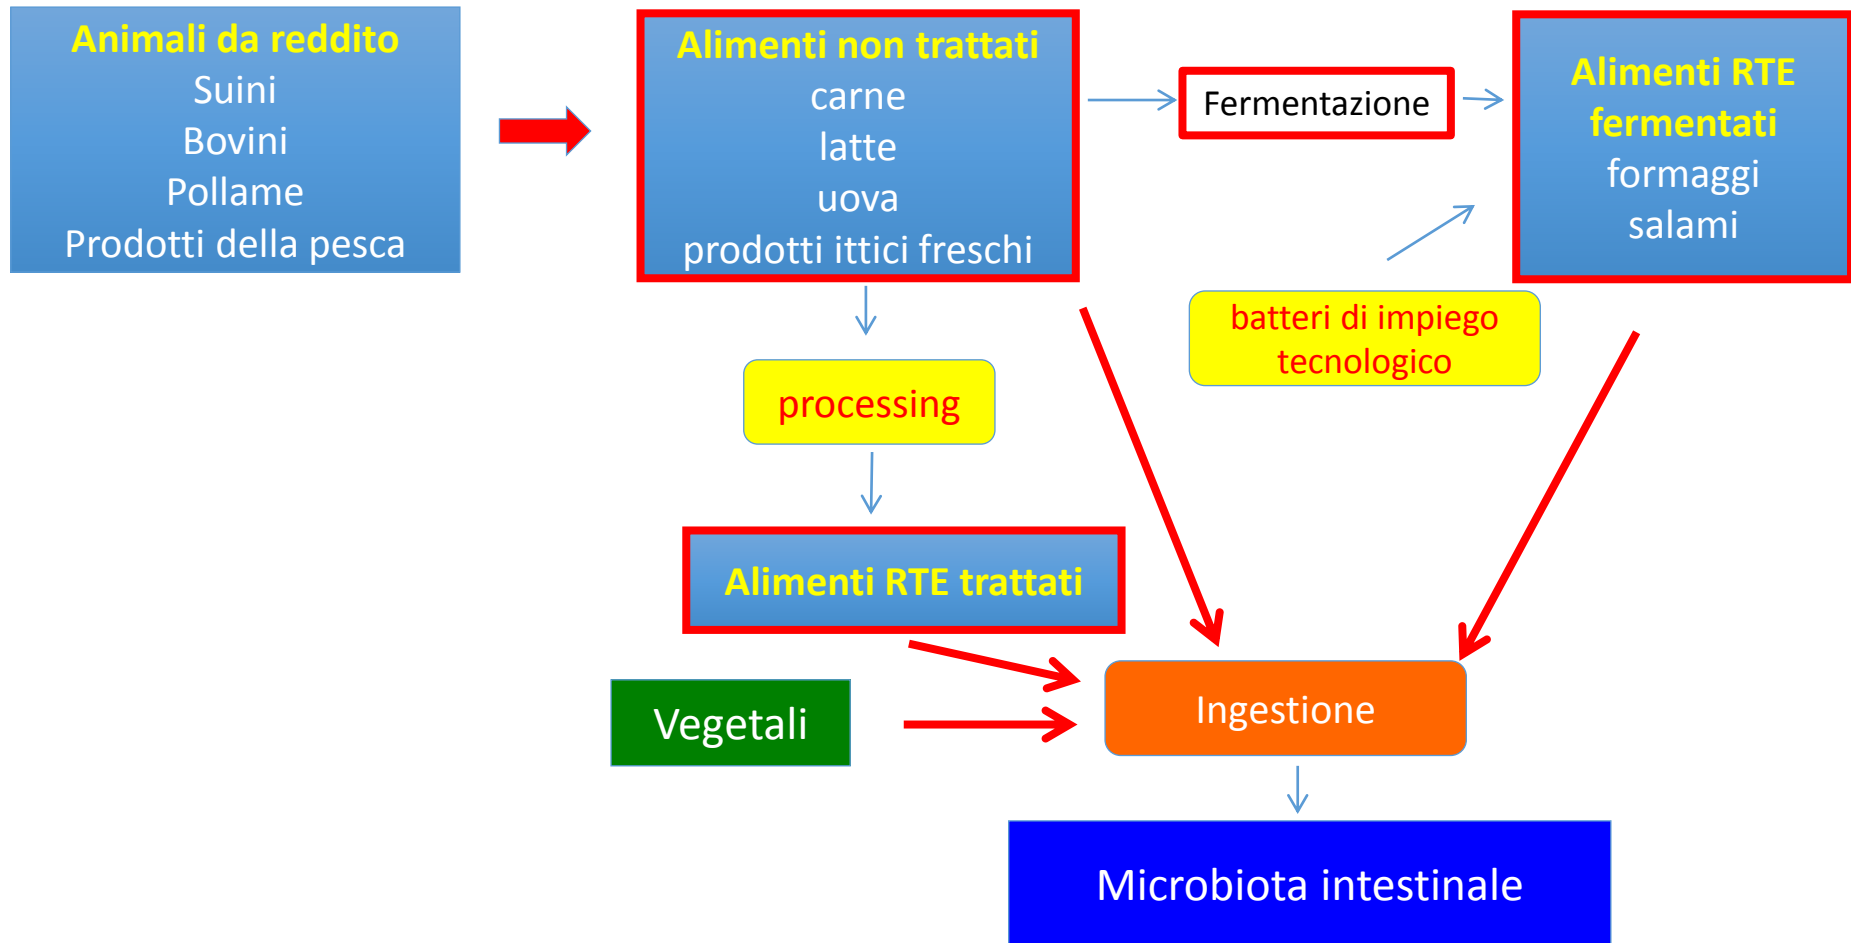 Animali da reddito
Suini
Bovini
Pollame
Prodotti della pesca
Alimenti non trattati
carne
latte
uova
prodotti ittici freschi
Fermentazione
Alimenti RTE
fermentati
formaggi
salami
batteri di impiego
tecnologico
processing
Alimenti RTE trattati
Vegetali
Ingestione
Microbiota intestinale